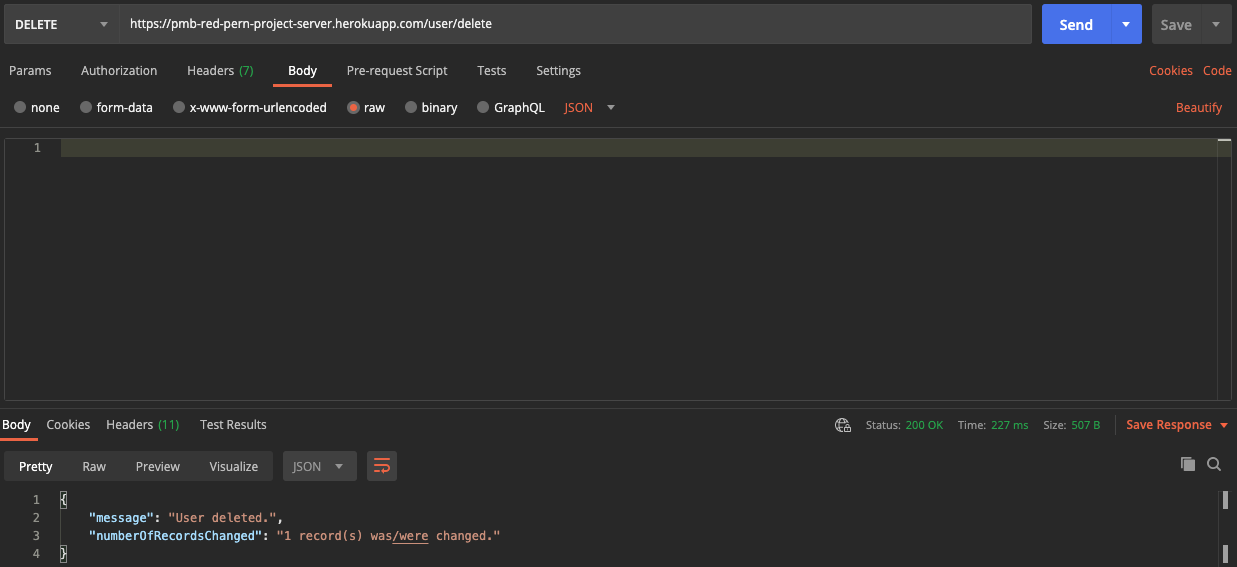 DELETE https://pmb-red-pern-project-server.herokuapp.com/user/delete Send Save
Params Authorization Headers (7) Body Pre-request Script Tests Settings Cookies Code
none form-data x-www-form-urlencoded raw binary GraphQL JSON Beautify
1
Body Cookies Headers (11) Test Results Status: 200 OK Time: 227 ms Size: 507 B Save Response
Pretty Raw Preview Visualize JSON
1 {
2 "message": "User deleted.",
3 "numberOfRecordsChanged": "1 record(s) was/were changed."
4 }